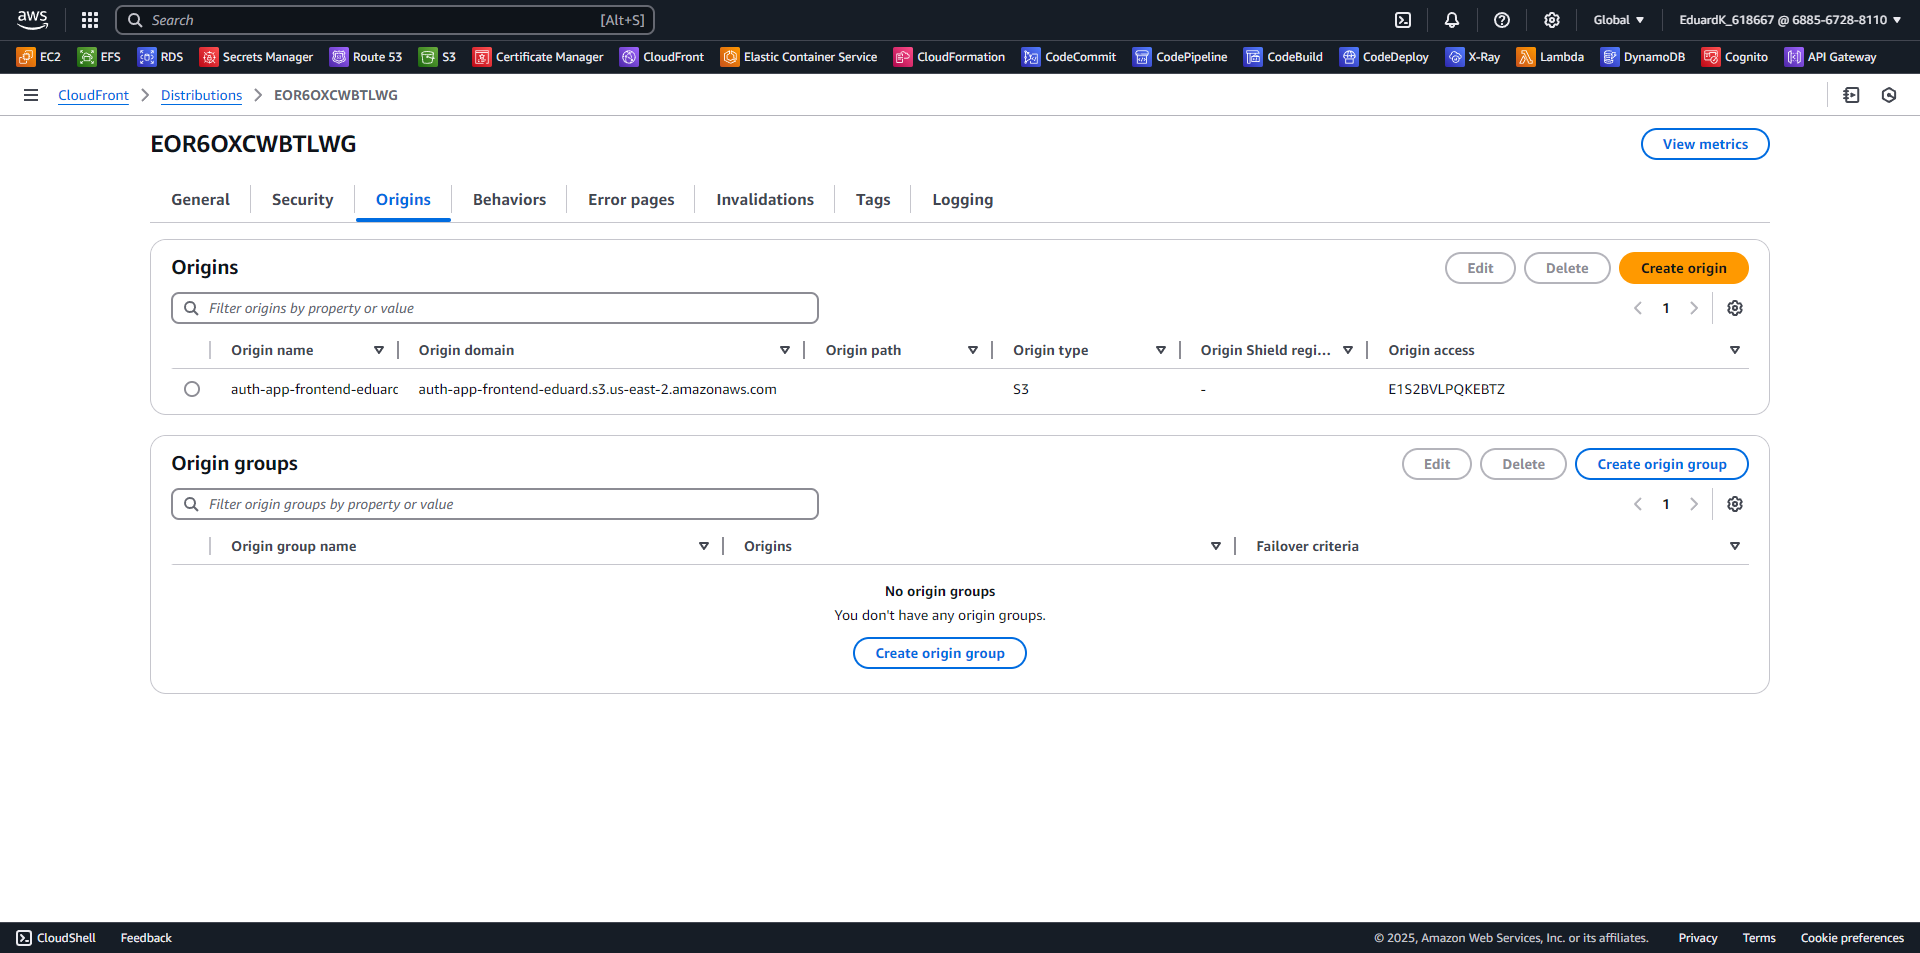 aws Search [Alt+S] Global EduardK_618667 @ 6885-6728-8110
EC2 EFS RDS Secrets Manager Route 53 S3 Certificate Manager CloudFront Elastic Container Service CloudFormation CodeCommit CodePipeline CodeBuild CodeDeploy X-Ray Lambda DynamoDB Cognito API Gateway
CloudFront Distributions EOR6OXCWBTLWG
EOR6OXCWBTLWG View metrics
General Security Origins Behaviors Error pages Invalidations Tags Logging
Origins Edit Delete Create origin
Filter origins by property or value 1
Origin name Origin domain Origin path Origin type Origin Shield regi... Origin access
auth-app-frontend-eduard auth-app-frontend-eduard.s3.us-east-2.amazonaws.com S3 - E1S2BVLPQKEBTZ
Origin groups Edit Delete Create origin group
Filter origin groups by property or value 1
Origin group name Origins Failover criteria
No origin groups
You don't have any origin groups.
Create origin group
CloudShell Feedback © 2025, Amazon Web Services, Inc. or its affiliates. Privacy Terms Cookie preferences